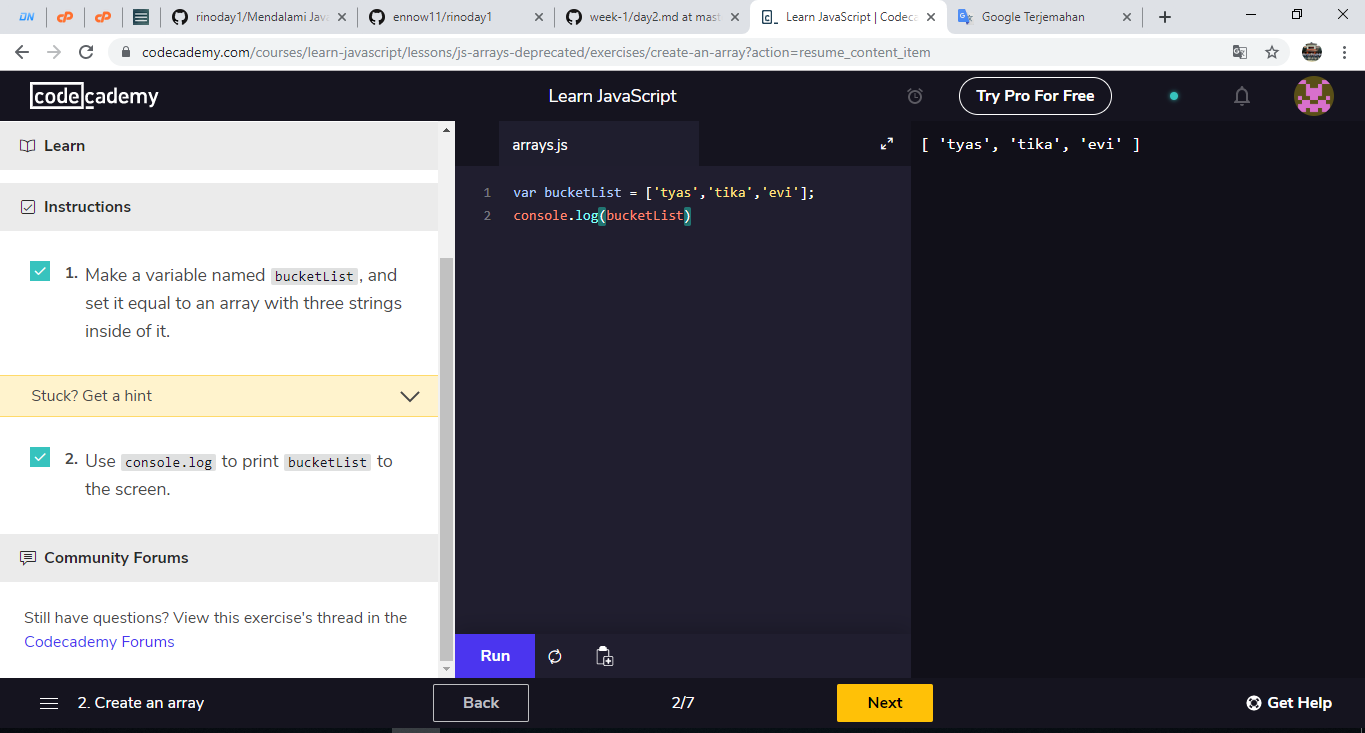 DN
cP
cP
rinoday1/Mendalami Java
ennow11/rinoday1
week-1/day2.md at mast
Learn JavaScript | Codeca
Google Terjemahan
codecademy.com/courses/learn-javascript/lessons/js-arrays-deprecated/exercises/create-an-array?action=resume_content_item
codecademy
Learn JavaScript
Try Pro For Free
Learn
Instructions
1. Make a variable named bucketList, and
set it equal to an array with three strings
inside of it.
Stuck? Get a hint
2. Use console.log to print bucketList to
the screen.
Community Forums
Still have questions? View this exercise's thread in the
Codecademy Forums
arrays.js
1 var bucketList = ['tyas','tika','evi'];
2 console.log(bucketList)
Run
[ 'tyas', 'tika', 'evi' ]
2. Create an array
Back
2/7
Next
Get Help